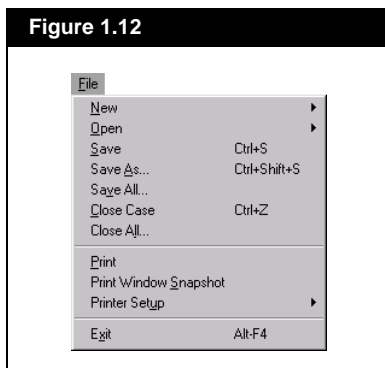 Figure 1.12
File
New
Open
Save Ctrl+S
Save As... Ctrl+Shift+S
Save All...
Close Case Ctrl+Z
Close All...
Print
Print Window Snapshot
Printer Setup
Exit Alt-F4